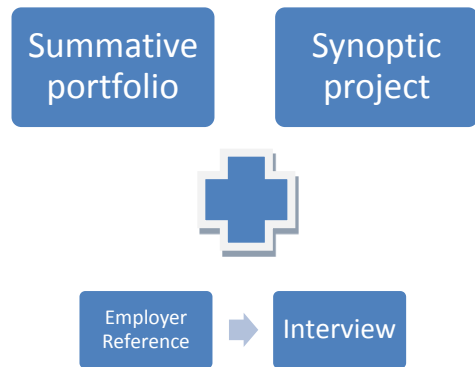 Summative
portfolio
Synoptic
project
Employer
Reference
Interview